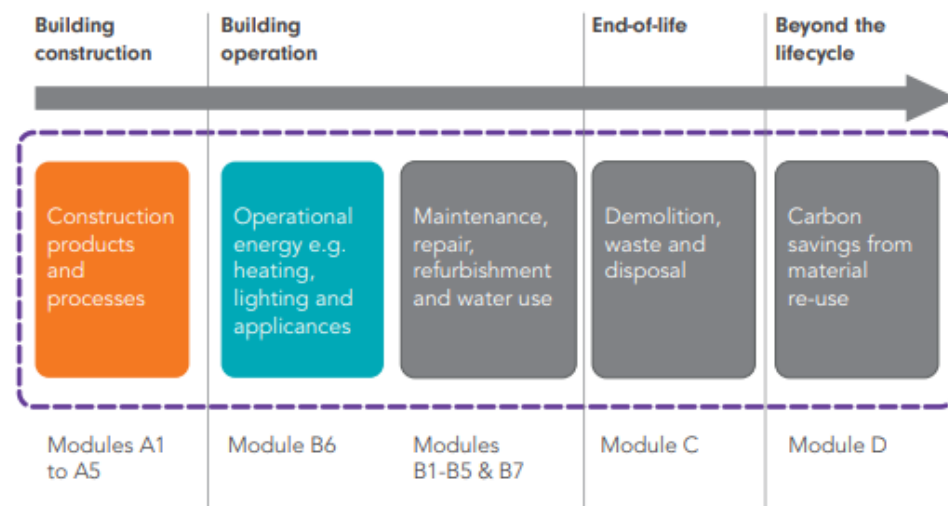 Building
construction
Building
operation
End-of-life
Beyond the
lifecycle
Construction
products
and
processes
Operational
energy e.g.
heating,
lighting and
applicances
Maintenance,
repair,
refurbishment
and water use
Demolition,
waste and
disposal
Carbon
savings from
material
re-use
Modules A1
to A5
Module B6
Modules
B1-B5 & B7
Module C
Module D